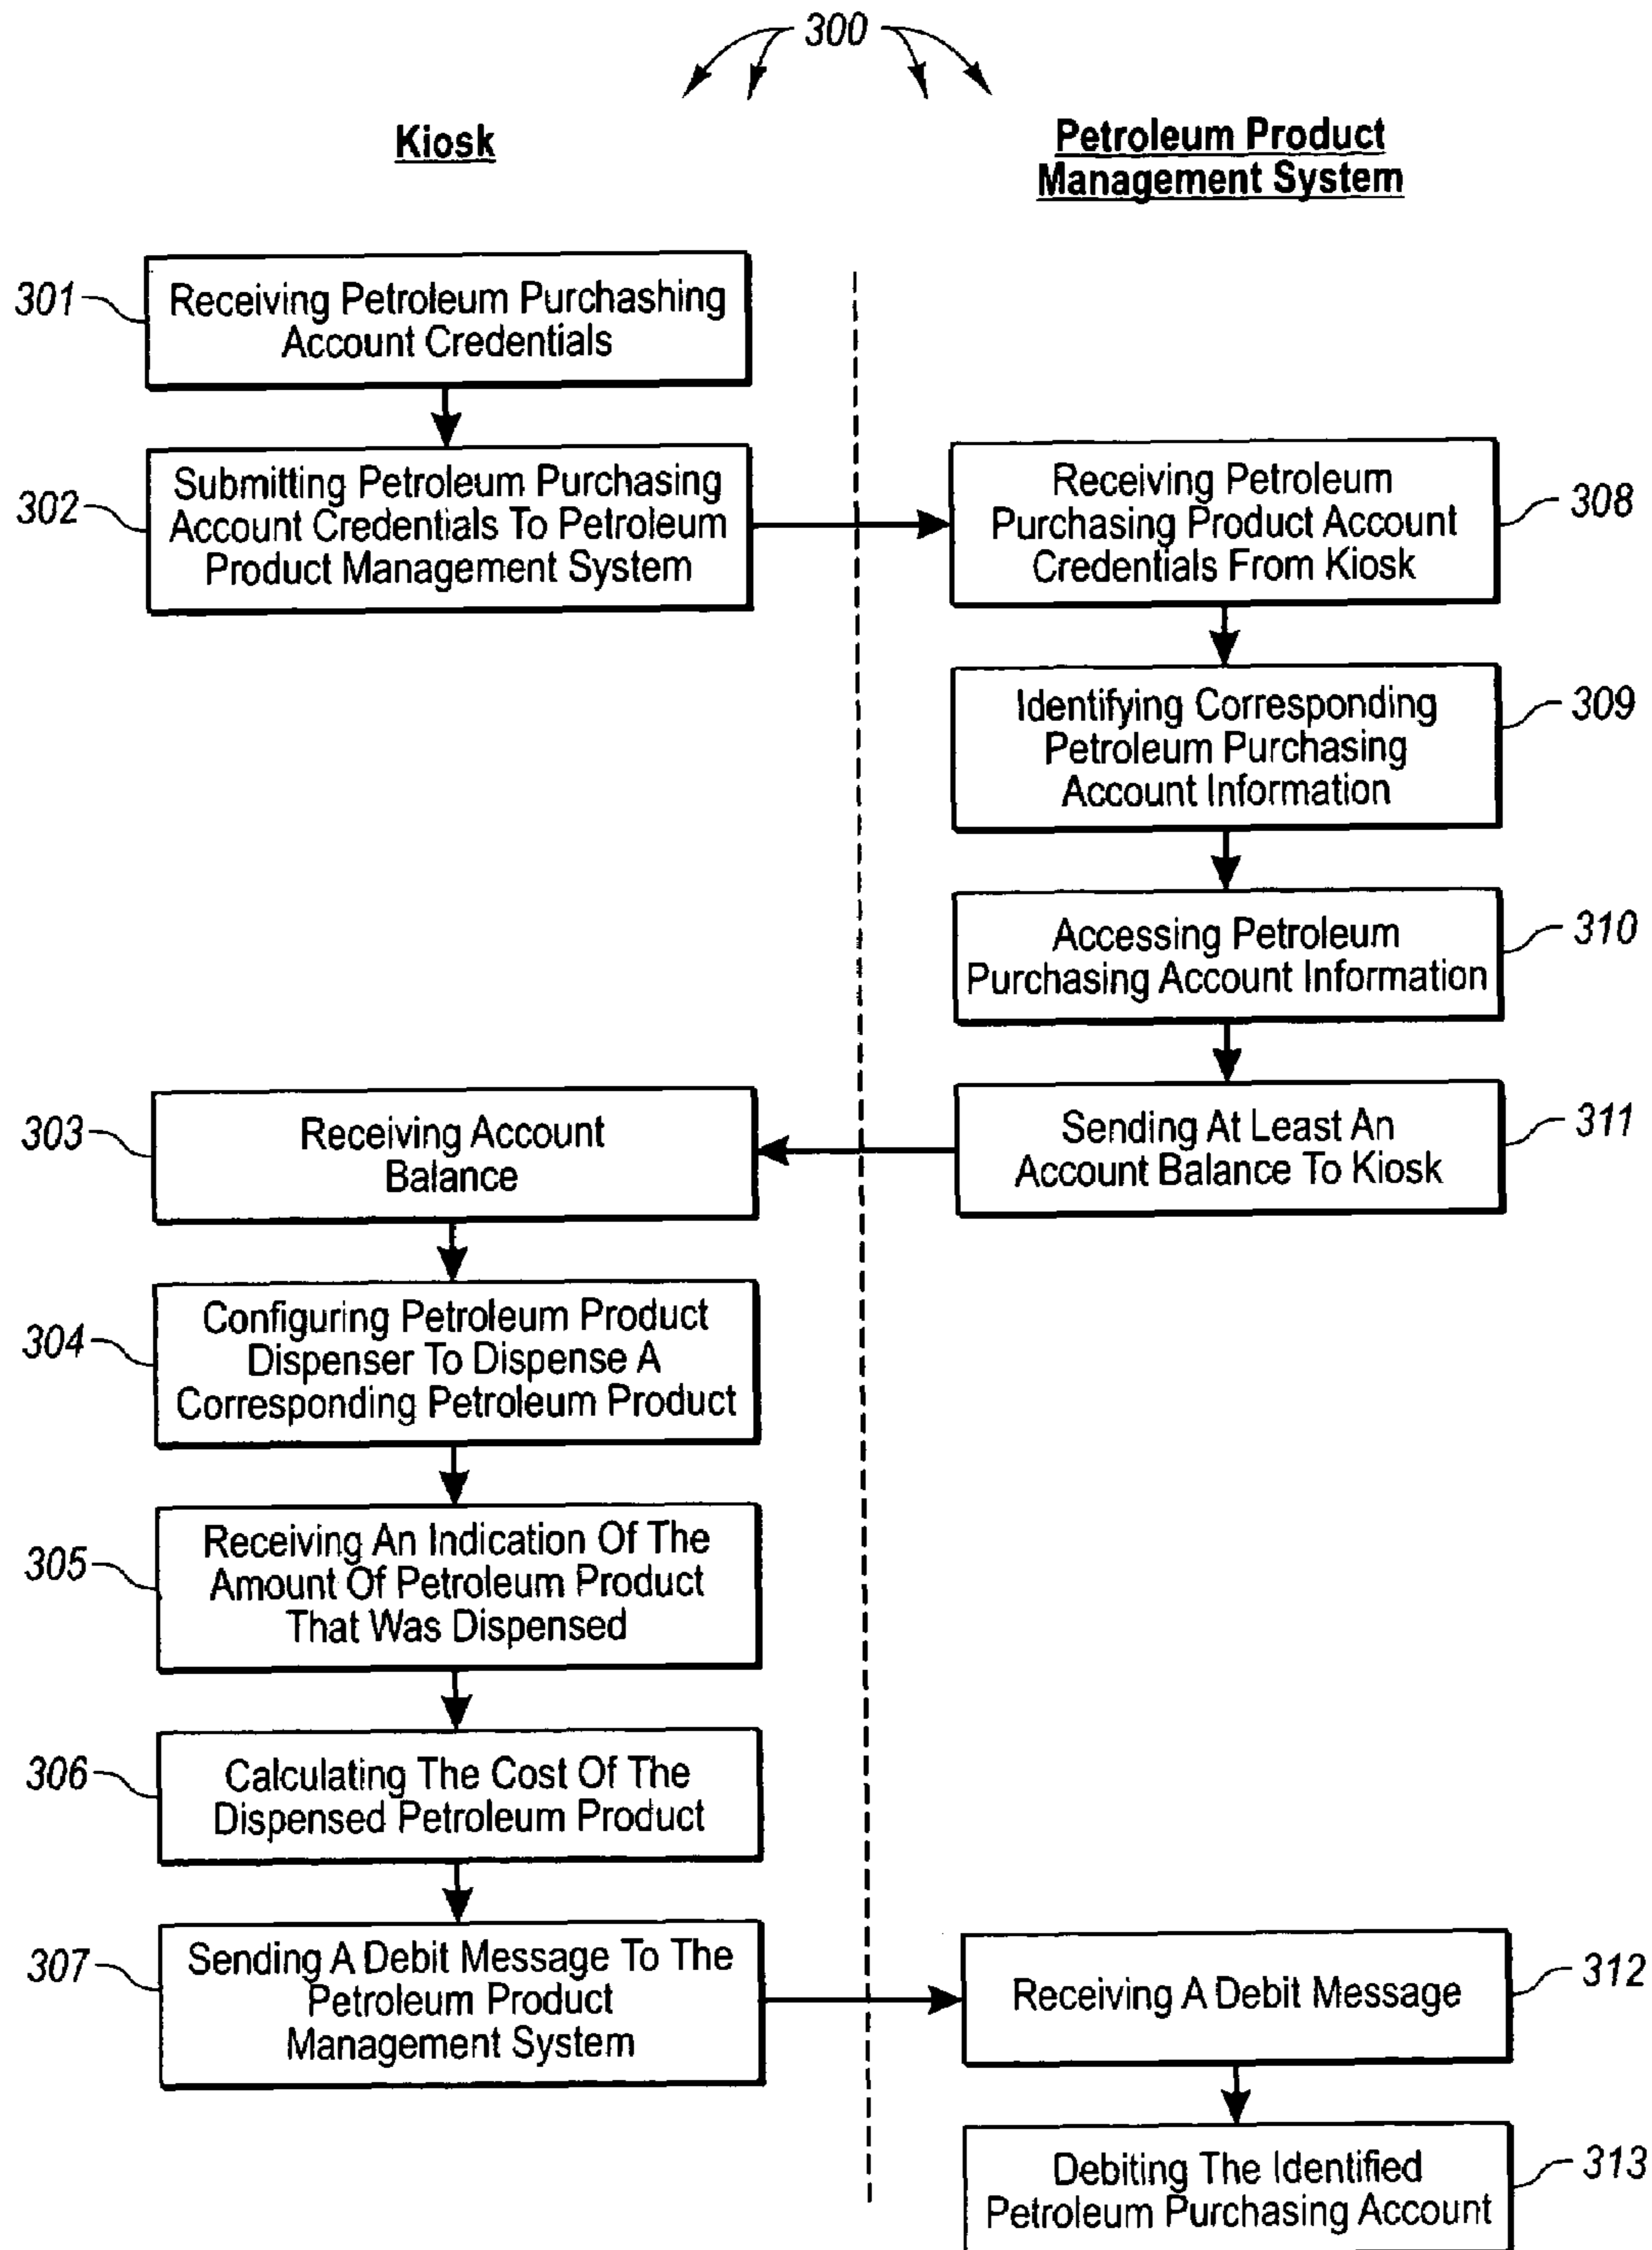 300
Kiosk
Petroleum Product
Management System
301
Receiving Petroleum Purchashing
Account Credentials
302
Submitting Petroleum Purchasing
Account Credentials To Petroleum
Product Management System
Receiving Petroleum
Purchasing Product Account
Credentials From Kiosk
308
Identifying Corresponding
Petroleum Purchasing
Account Information
309
Accessing Petroleum
Purchasing Account Information
310
303
Receiving Account
Balance
Sending At Least An
Account Balance To Kiosk
311
304
Configuring Petroleum Product
Dispenser To Dispense A
Corresponding Petroleum Product
305
Receiving An Indication Of The
Amount Of Petroleum Product
That Was Dispensed
306
Calculating The Cost Of The
Dispensed Petroleum Product
307
Sending A Debit Message To The
Petroleum Product
Management System
Receiving A Debit Message
312
Debiting The Identified
Petroleum Purchasing Account
313